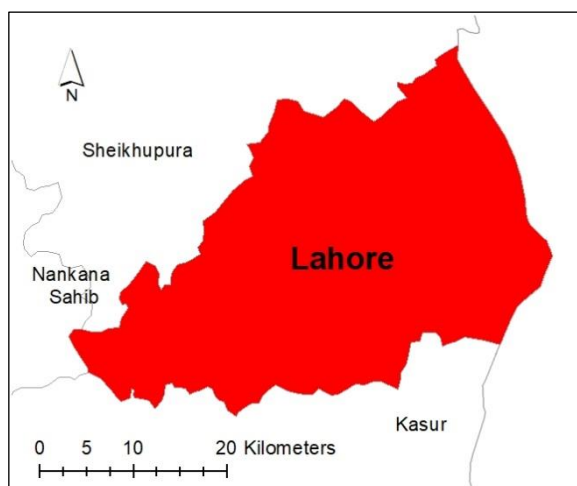 N
Sheikhupura
Nankana
Sahib
Lahore
Kasur
0 5 10 20 Kilometers